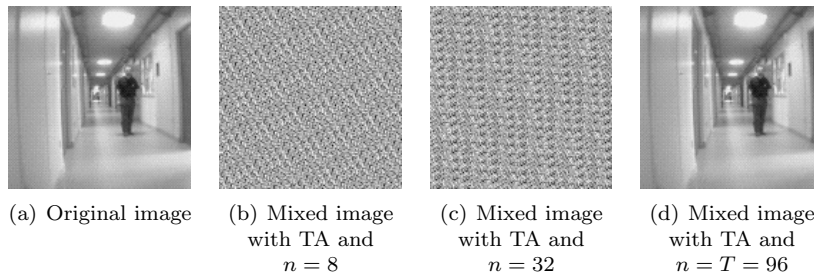 (a) Original image
(b) Mixed image
with TA and
n = 8
(c) Mixed image
with TA and
n = 32
(d) Mixed image
with TA and
n = T = 96